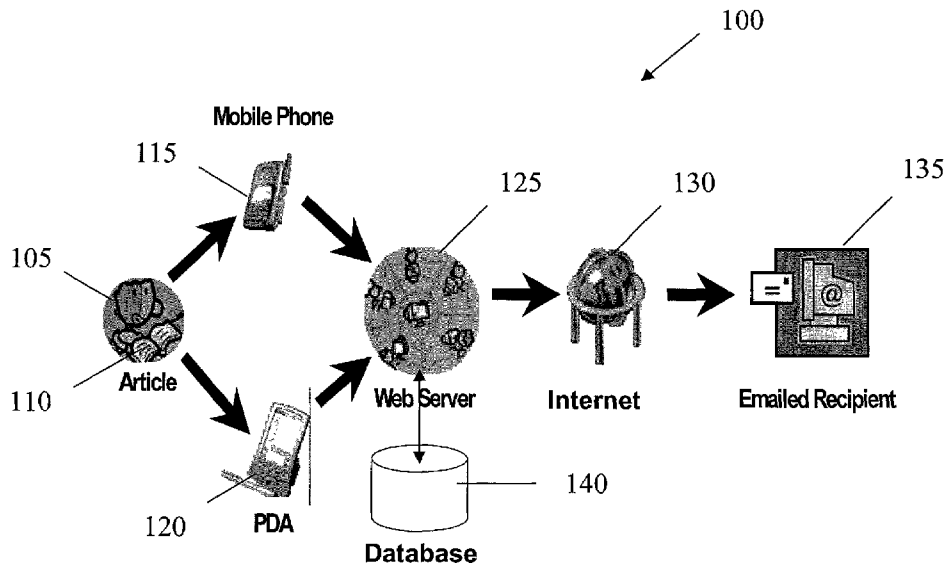 100
Mobile Phone
115
125
130
135
105
@
Article
110
Web Server
Internet
Emailed Recipient
120
PDA
140
Database